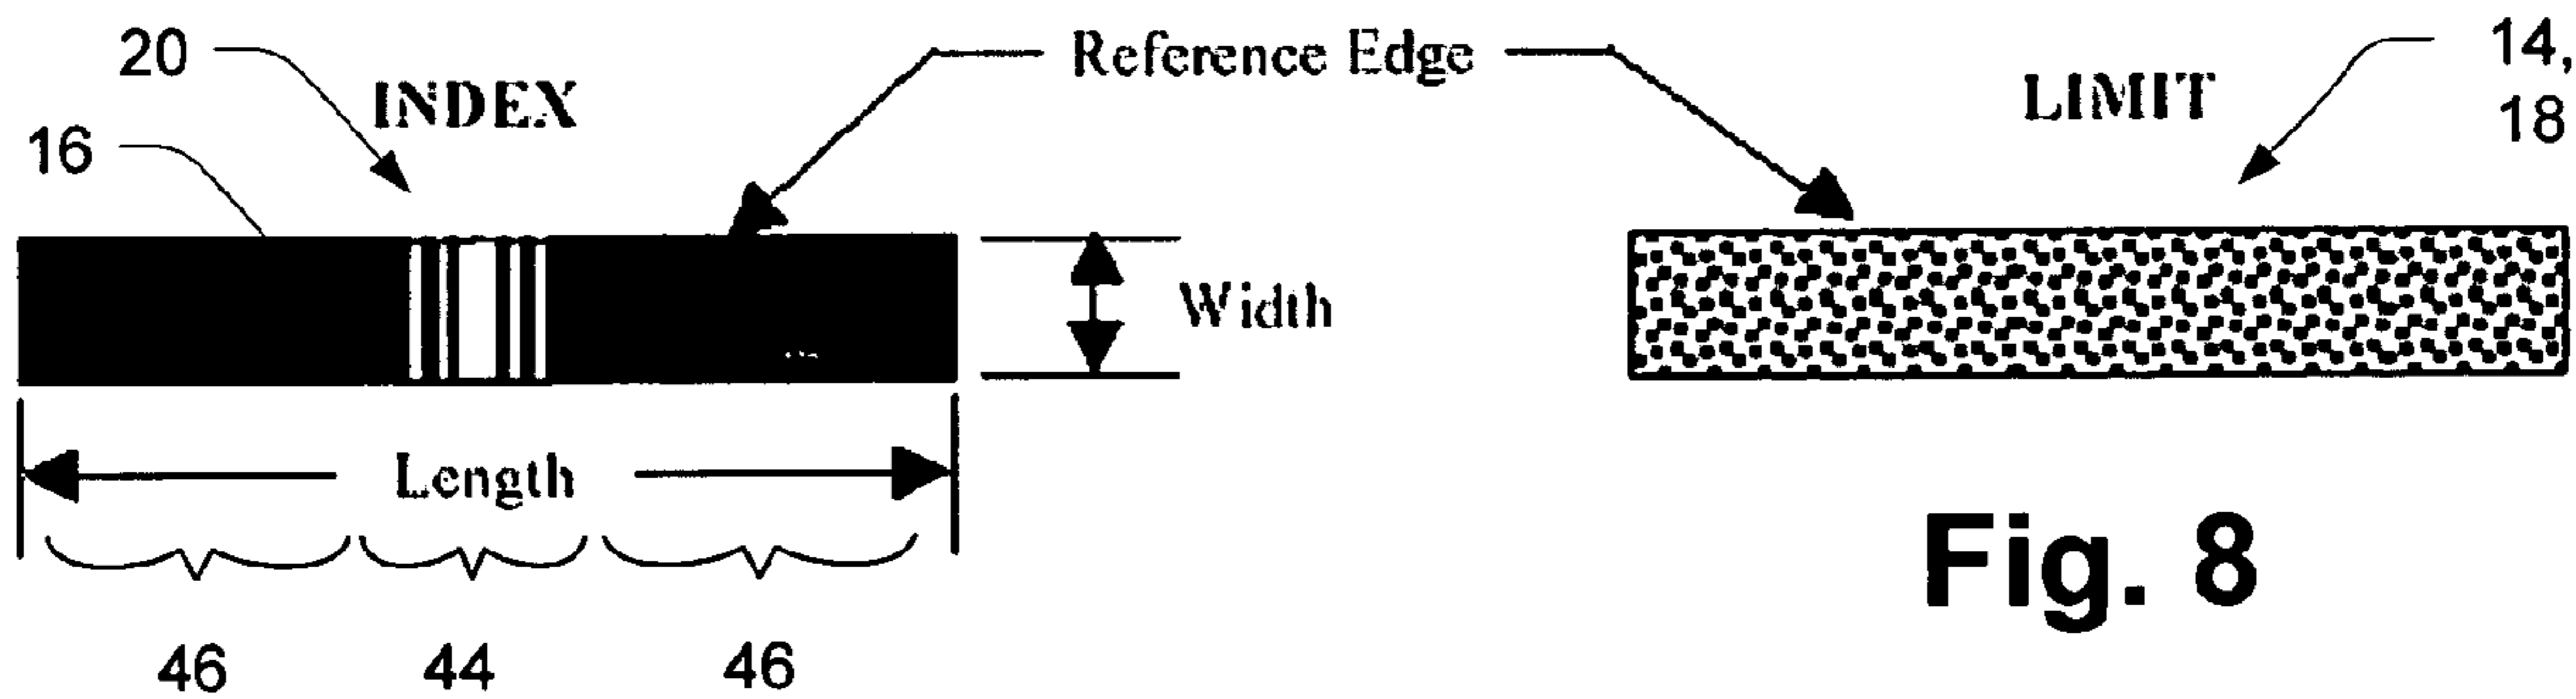 20
INDEX
Reference Edge
LIMIT
14,
18
16
Width
Length
46 44 46
Fig. 8